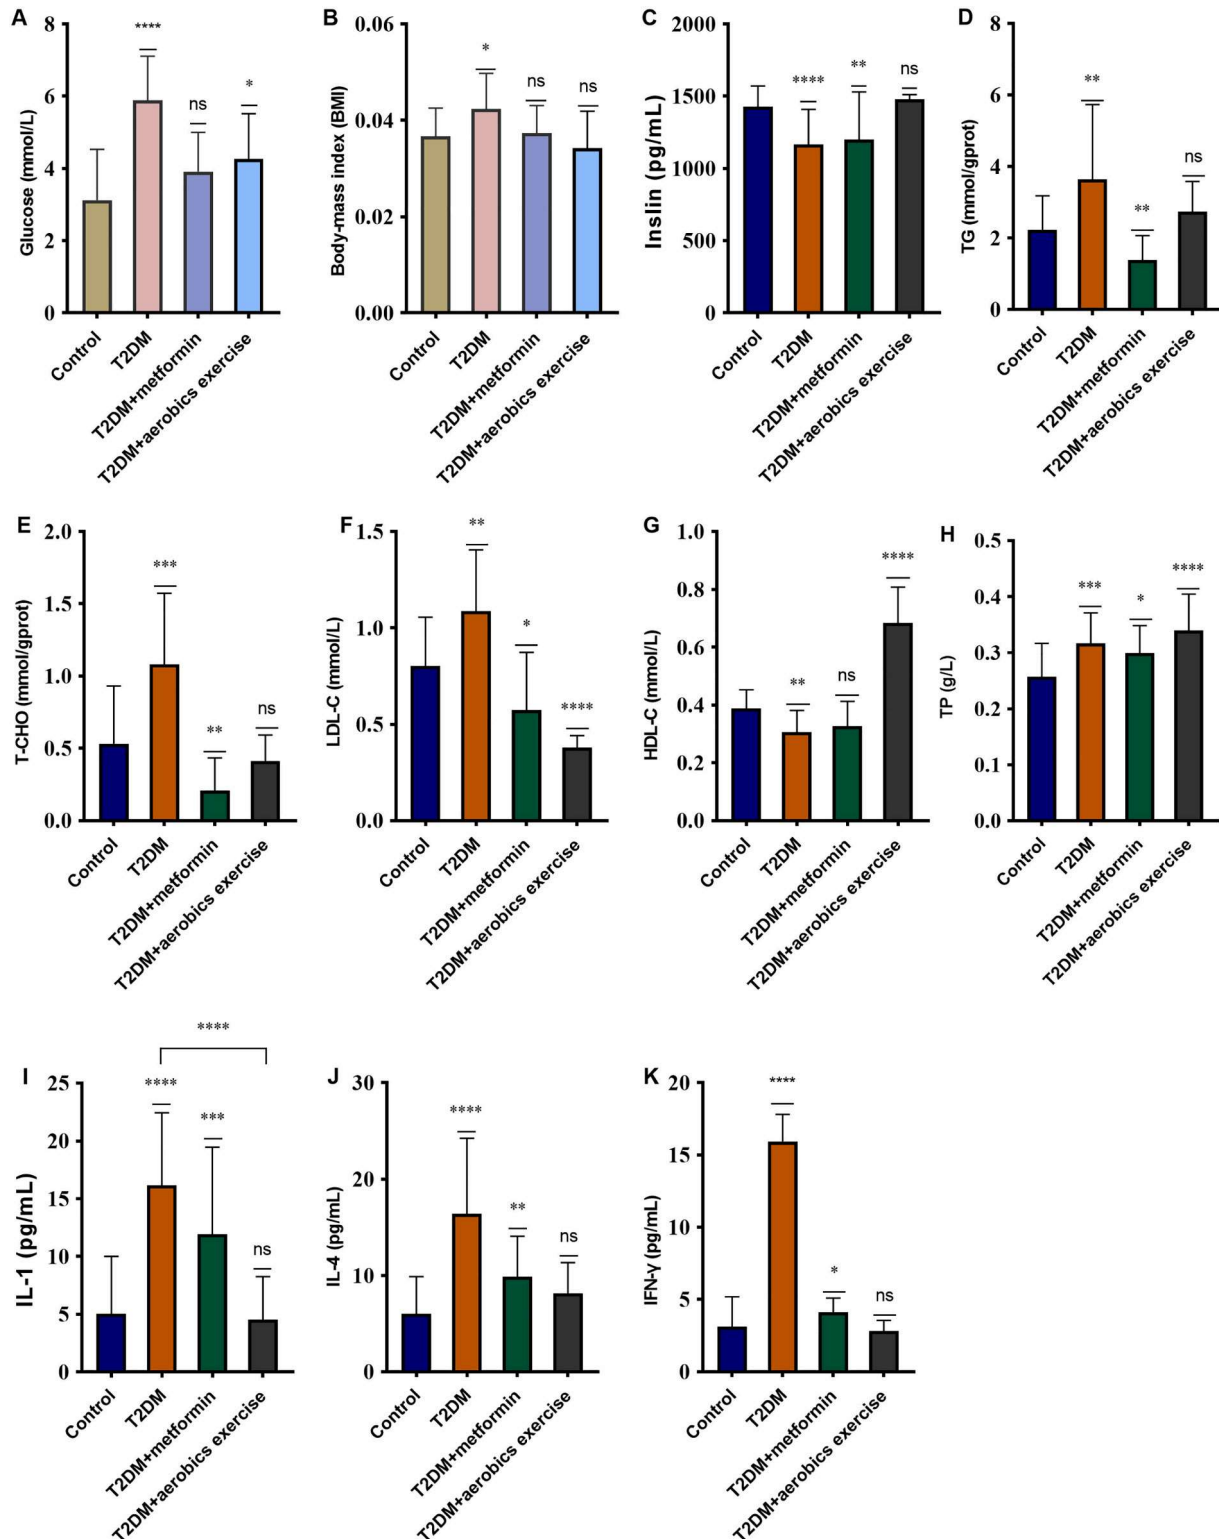 A
Glucose (mmol/L)
8
6
4
2
0
****
ns
*
Control
T2DM
T2DM+metformin
T2DM+aerobics exercise
B
Body-mass index (BMI)
0.06
0.04
0.02
0.00
*
ns
ns
Control
T2DM
T2DM+metformin
T2DM+aerobics exercise
C
Inslin (pg/mL)
2000
1500
1000
500
0
****
**
ns
Control
T2DM
T2DM+metformin
T2DM+aerobics exercise
D
TG (mmol/gprot)
8
6
4
2
0
**
**
ns
Control
T2DM
T2DM+metformin
T2DM+aerobics exercise
E
T-CHO (mmol/gprot)
2.0
1.5
1.0
0.5
0.0
***
**
ns
Control
T2DM
T2DM+metformin
T2DM+aerobics exercise
F
LDL-C (mmol/L)
1.5
1.0
0.5
0.0
**
*
****
Control
T2DM
T2DM+metformin
T2DM+aerobics exercise
G
HDL-C (mmol/L)
1.0
0.8
0.6
0.4
0.2
0.0
**
ns
****
Control
T2DM
T2DM+metformin
T2DM+aerobics exercise
H
TP (g/L)
0.5
0.4
0.3
0.2
0.1
0.0
***
*
****
Control
T2DM
T2DM+metformin
T2DM+aerobics exercise
I
IL-1 (pg/mL)
25
20
15
10
5
0
****
****
***
ns
Control
T2DM
T2DM+metformin
T2DM+aerobics exercise
J
IL-4 (pg/mL)
30
20
10
0
****
**
ns
Control
T2DM
T2DM+metformin
T2DM+aerobics exercise
K
IFN-γ (pg/mL)
20
15
10
5
0
****
*
ns
Control
T2DM
T2DM+metformin
T2DM+aerobics exercise